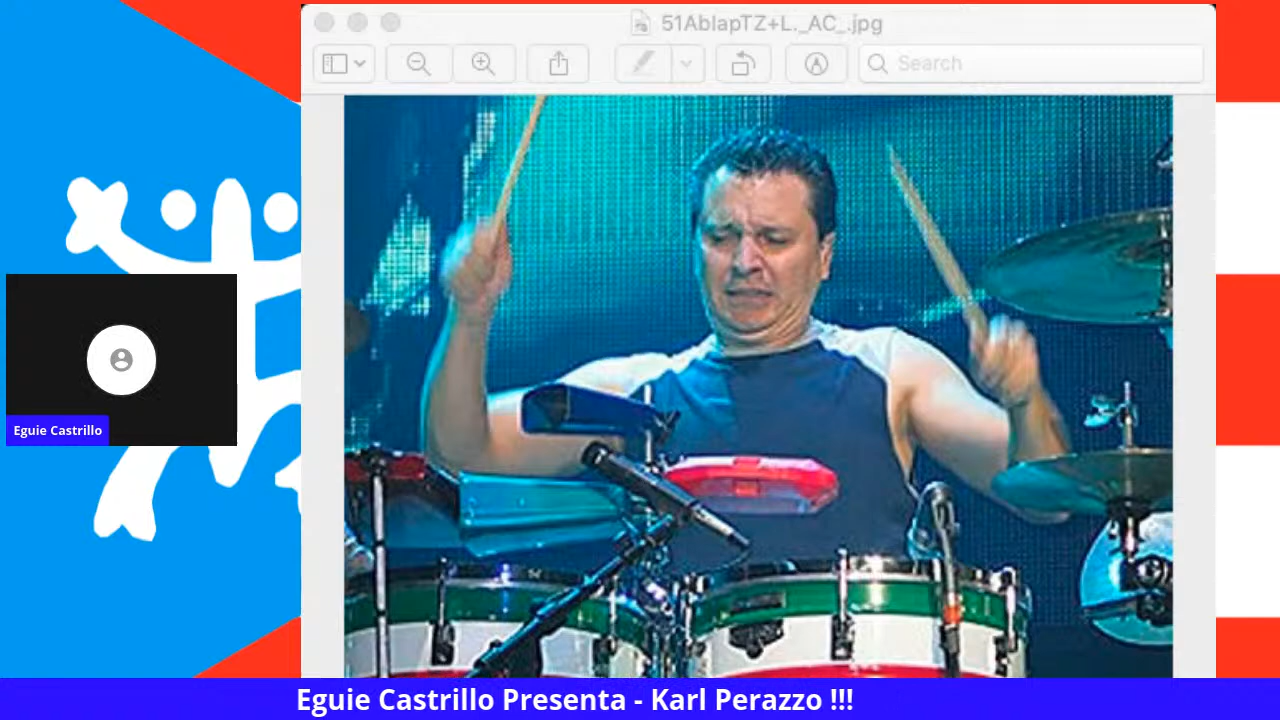 51AblapTZ+L._AC_.jpg
Search
Eguie Castrillo
Eguie Castrillo Presenta - Karl Perazzo !!!